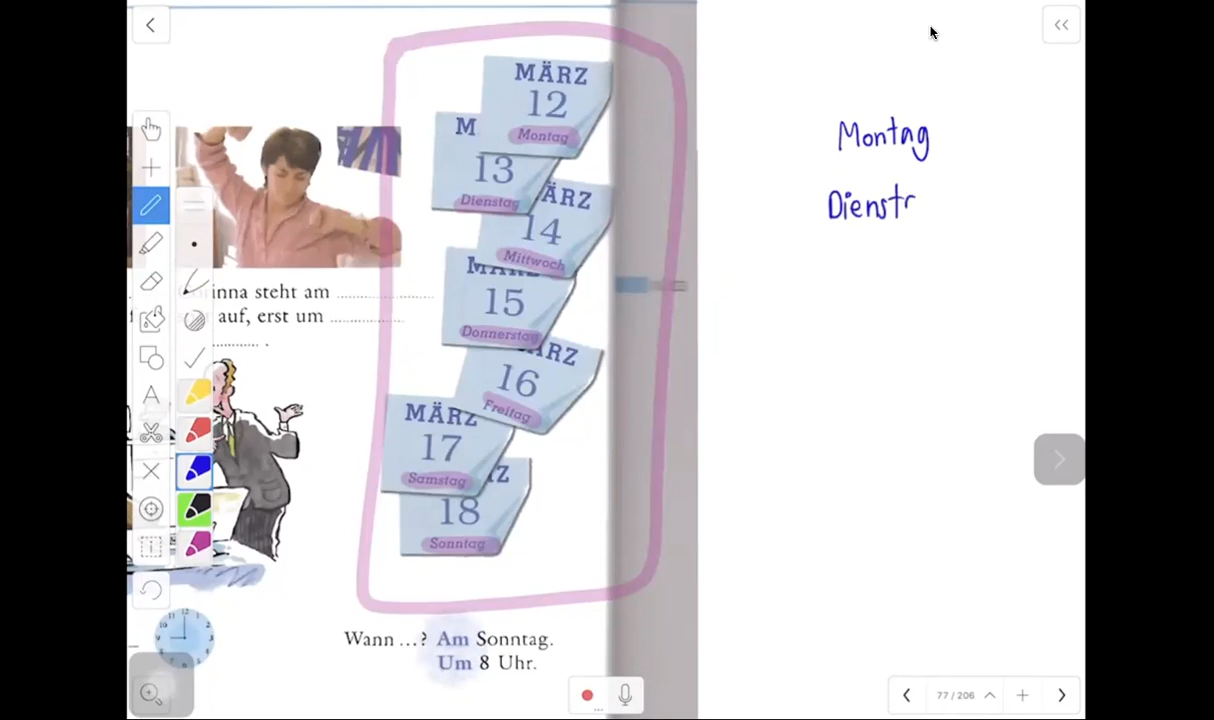 MÄRZ
12
Montag
M
13
Dienstag
ÄRZ
14
Mittwoch
MÄRZ
15
Donnerstag
ÄRZ
16
Freitag
MÄRZ
17
Samstag
Z
18
Sonntag
inna steht am ....................
auf, erst um ...............
............ .
Wann ...? Am Sonntag.
Um 8 Uhr.
Montag
Dienstr
77 / 206